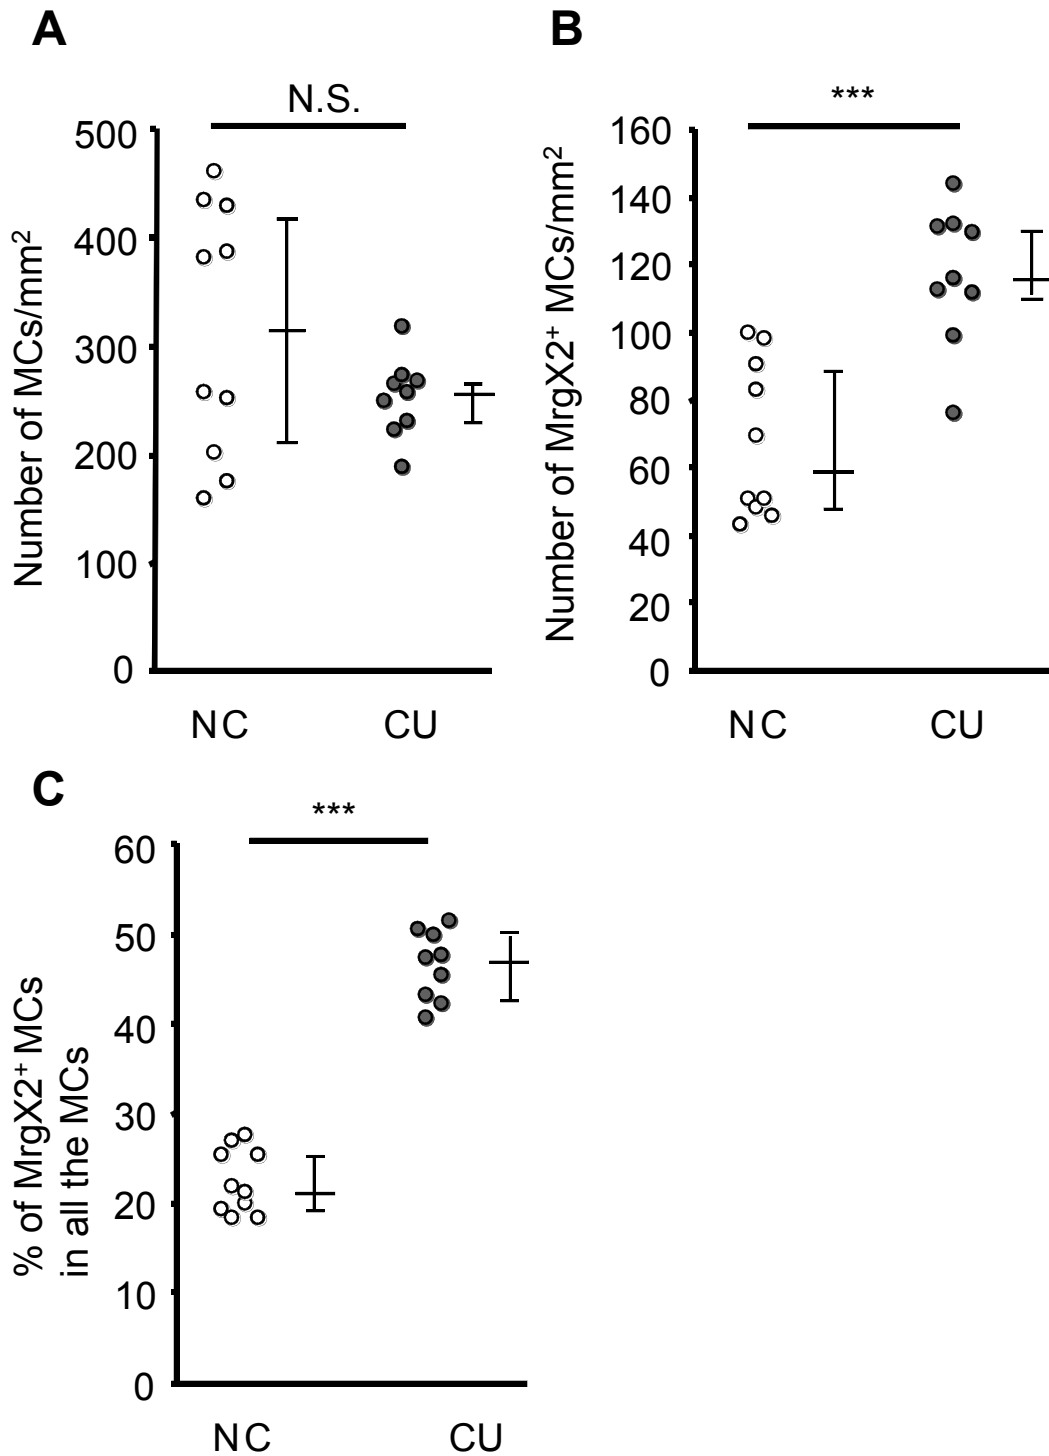 A
N.S.
Number of MCs/mm²
500
400
300
200
100
0
NC CU
B
***
Number of MrgX2⁺ MCs/mm²
160
140
120
100
80
60
40
20
0
NC CU
C
***
% of MrgX2⁺ MCs
in all the MCs
60
50
40
30
20
10
0
NC CU